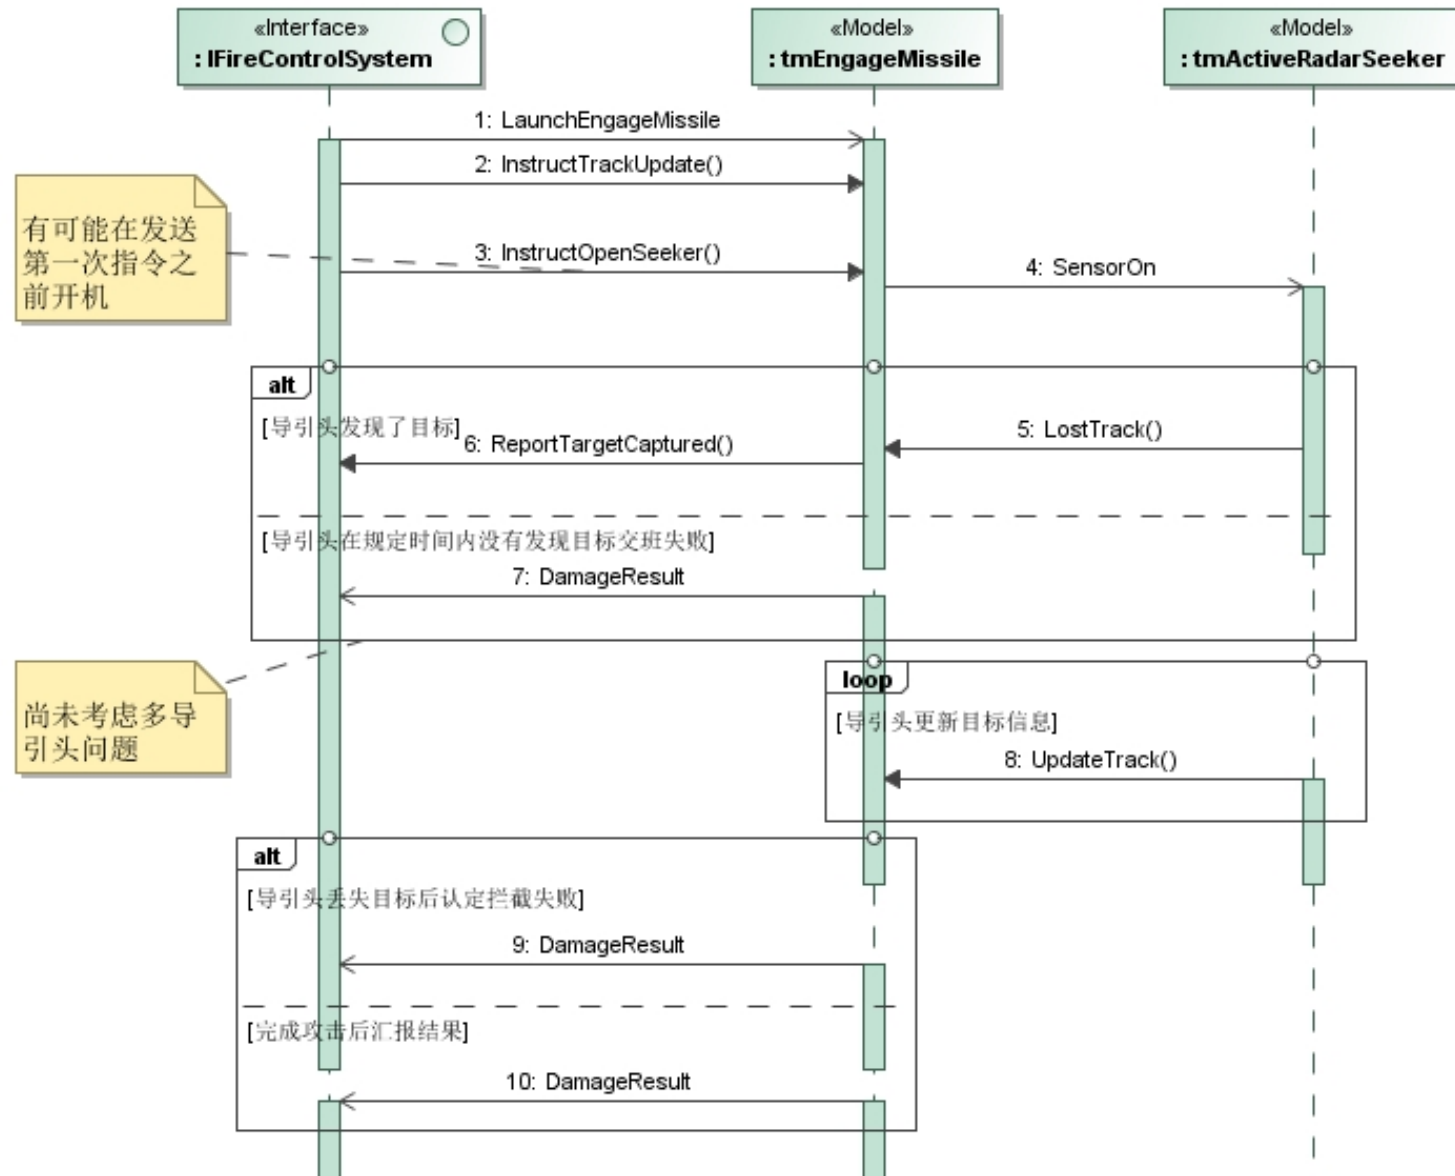 «Interface»
: IFireControlSystem
«Model»
: tmEngageMissile
«Model»
: tmActiveRadarSeeker
1: LaunchEngageMissile
2: InstructTrackUpdate()
有可能在发送
第一次指令之
前开机
3: InstructOpenSeeker()
4: SensorOn
alt
[导引头发现了目标]
5: LostTrack()
6: ReportTargetCaptured()
[导引头在规定时间内没有发现目标交班失败]
7: DamageResult
尚未考虑多导
引头问题
loop
[导引头更新目标信息]
8: UpdateTrack()
alt
[导引头丢失目标后认定拦截失败]
9: DamageResult
[完成攻击后汇报结果]
10: DamageResult